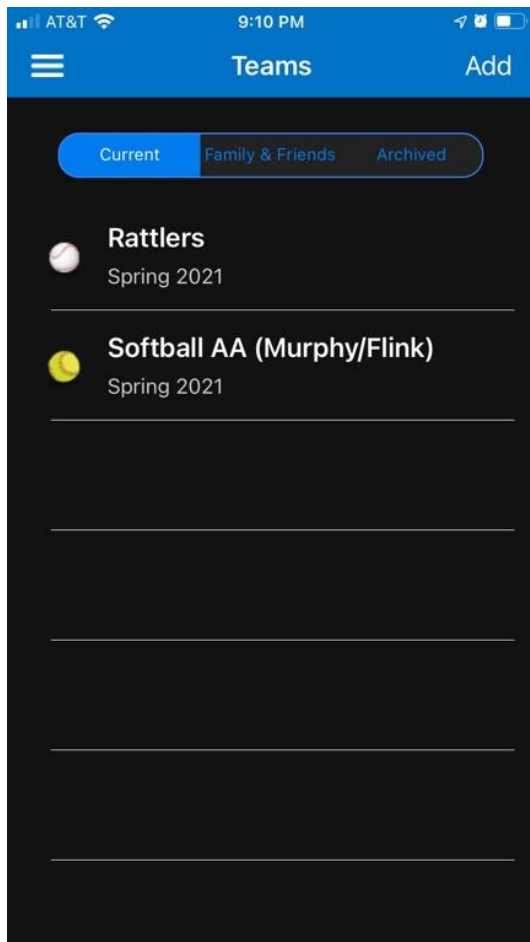 AT&T 9:10 PM
Teams Add
Current Family & Friends Archived
Rattlers
Spring 2021
Softball AA (Murphy/Flink)
Spring 2021